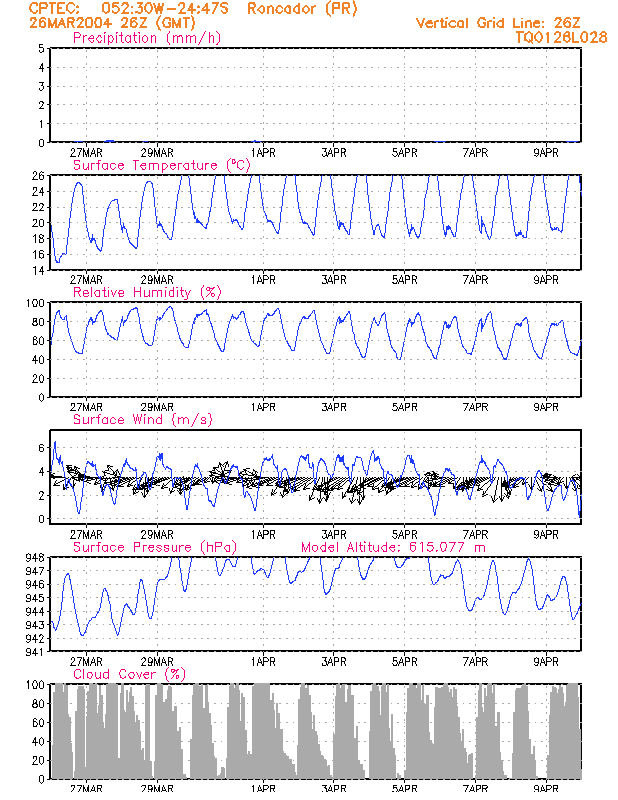 CPTEC: 052:30W-24:47S Roncador (PR)
26MAR2004 26Z (GMT) Vertical Grid Line: 26Z
Precipitation (mm/h) TQ0126L028
5
4
3
2
1
0
27MAR 29MAR 1APR 3APR 5APR 7APR 9APR
Surface Temperature (°C)
26
24
22
20
18
16
14
27MAR 29MAR 1APR 3APR 5APR 7APR 9APR
Relative Humidity (%)
100
80
60
40
20
0
27MAR 29MAR 1APR 3APR 5APR 7APR 9APR
Surface Wind (m/s)
6
4
2
0
27MAR 29MAR 1APR 3APR 5APR 7APR 9APR
Surface Pressure (hPa) Model Altitude: 615.077 m
948
947
946
945
944
943
942
941
27MAR 29MAR 1APR 3APR 5APR 7APR 9APR
Cloud Cover (%)
100
80
60
40
20
0
27MAR 29MAR 1APR 3APR 5APR 7APR 9APR